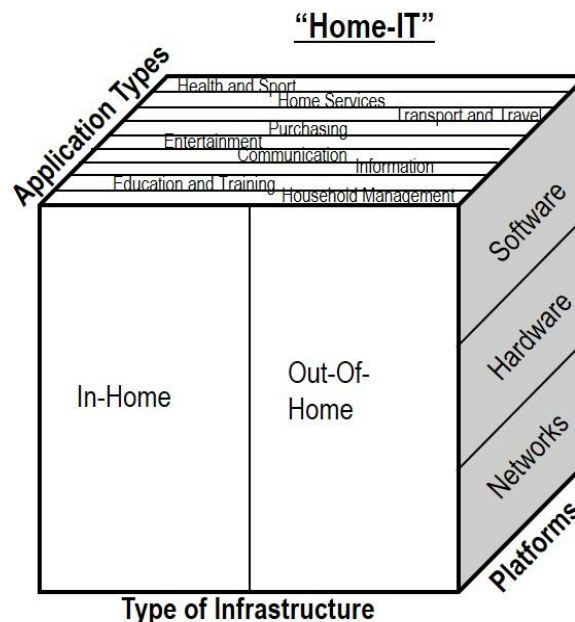 “Home-IT”
Application Types
Health and Sport
Home Services
Transport and Travel
Purchasing
Entertainment
Communication
Information
Education and Training
Household Management
Software
Hardware
Networks
In-Home
Out-Of-
Home
Platforms
Type of Infrastructure